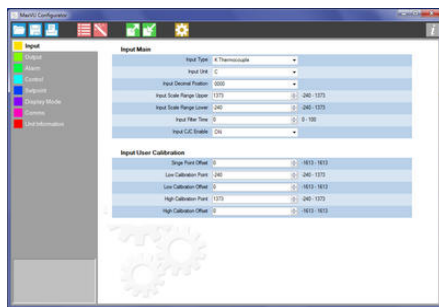 MaxVU Configurator
Input
Output
Alarm
Control
Setpoint
Display Mode
Comms
Unit Information
Input Main
Input Type K Thermocouple
Input Unit C
Input Decimal Position 0000
Input Scale Range Upper 1373 -240 - 1373
Input Scale Range Lower -240 -240 - 1373
Input Filter Time 0 0 - 100
Input CJC Enable ON
Input User Calibration
Single Point Offset 0 -1613 - 1613
Low Calibration Point -240 -240 - 1373
Low Calibration Offset 0 -1613 - 1613
High Calibration Point 1373 -240 - 1373
High Calibration Offset 0 -1613 - 1613